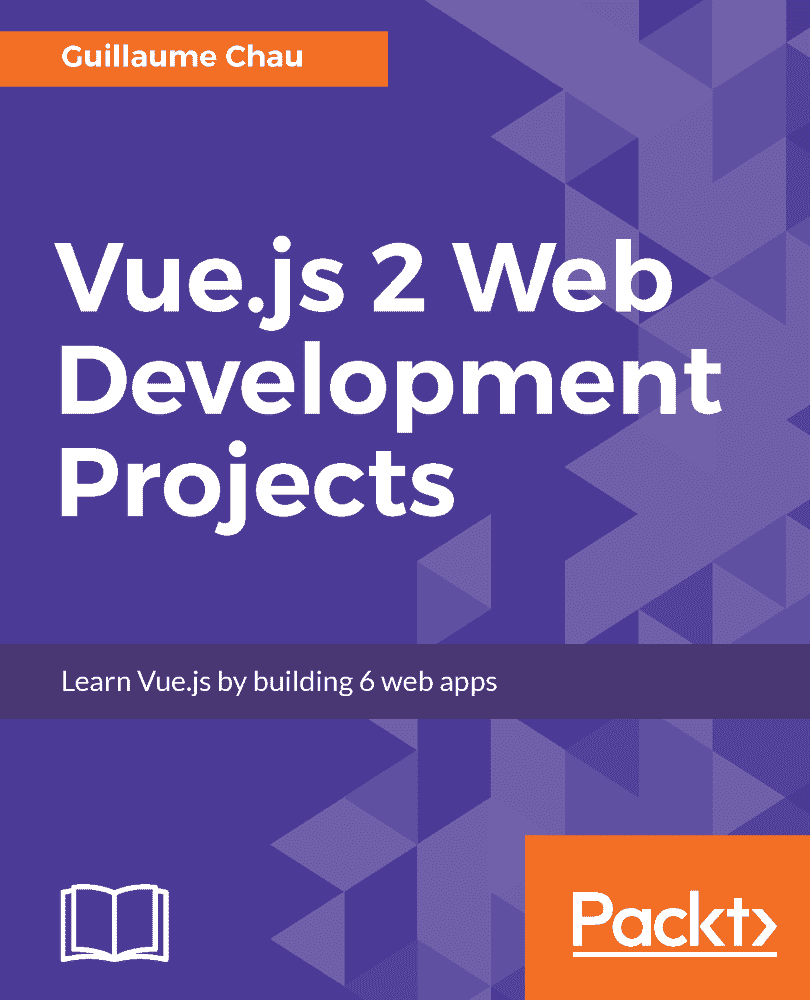 Guillaume Chau
Vue.js 2 Web
Development
Projects
Learn Vue.js by building 6 web apps
Packt>